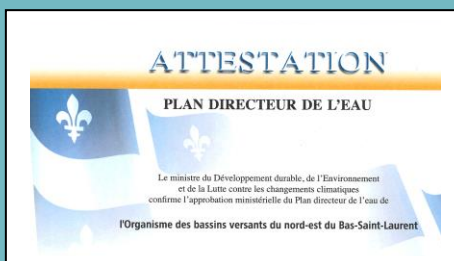 ATTESTATION
PLAN DIRECTEUR DE L'EAU
Le ministre du Développement durable, de l'Environnement
et de la Lutte contre les changements climatiques
confirme l'approbation ministérielle du Plan directeur de l'eau de
l'Organisme des bassins versants du nord-est du Bas-Saint-Laurent